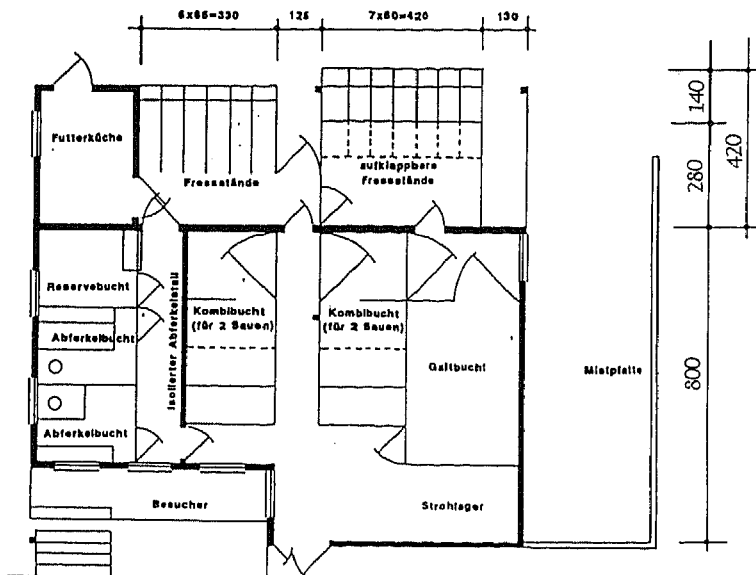 6x65=330
125
7x60=420
130
140
280
420
800
Futterküche
Fressstände
aufklappbare
Fressstände
Reservebucht
Abferkelbucht
Abferkelbucht
Isolierter Abferkelstall
Kombibucht
(für 2 Sauen)
Kombibucht
(für 2 Sauen)
Galtbucht
Mistplatte
Besucher
Strohlager